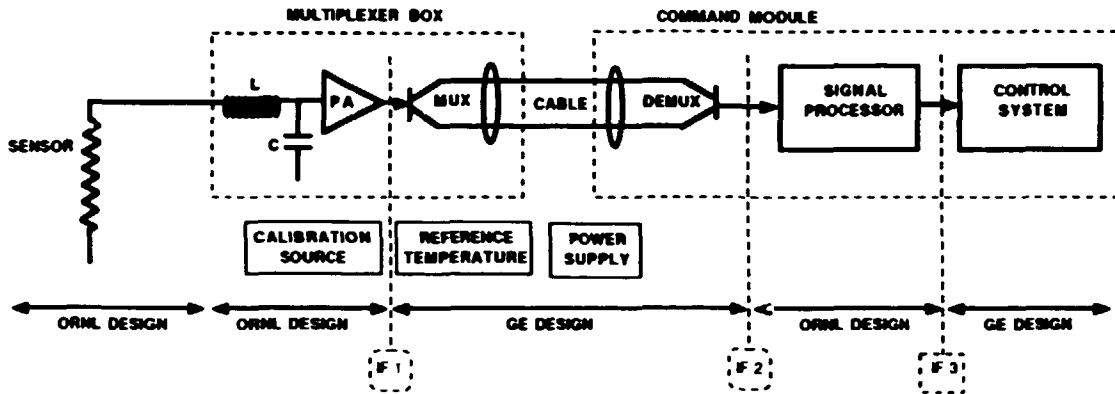 MULTIPLEXER BOX
COMMAND MODULE
L
PA
MUX
CABLE
DEMUX
SIGNAL
PROCESSOR
CONTROL
SYSTEM
SENSOR
C
CALIBRATION
SOURCE
REFERENCE
TEMPERATURE
POWER
SUPPLY
ORNL DESIGN
ORNL DESIGN
GE DESIGN
ORNL DESIGN
GE DESIGN
IF 1
IF 2
IF 3